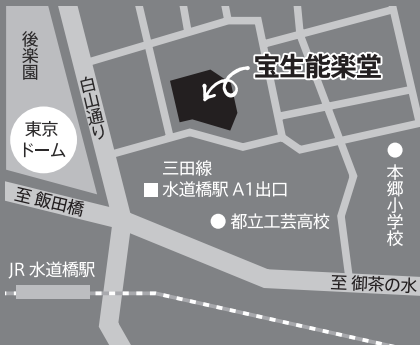 後楽園
白山通り
宝生能楽堂
東京
ドーム
三田線
水道橋駅 A1出口
本郷小学校
至 飯田橋
都立工芸高校
JR 水道橋駅
至 御茶の水